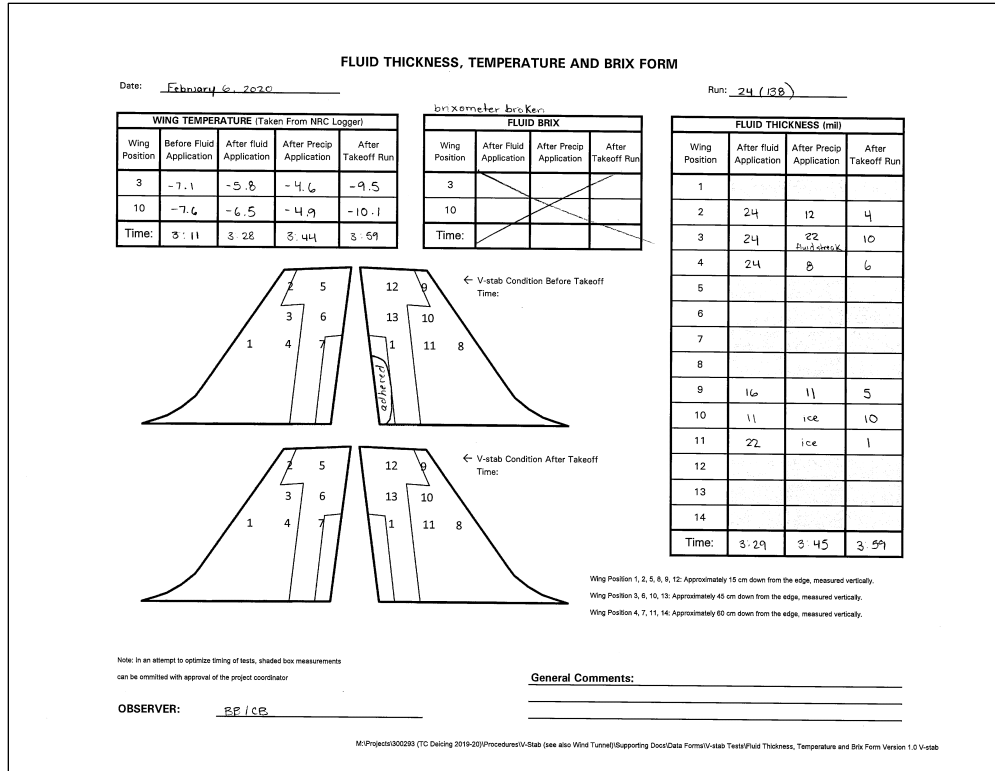 FLUID THICKNESS, TEMPERATURE AND BRIX FORM
Date: February 6, 2020
Run: 24 (138)
brixometer broken
WING TEMPERATURE (Taken From NRC Logger)
Wing Position Before Fluid Application After fluid Application After Precip Application After Takeoff Run
3 -7.1 -5.8 -4.6 -9.5
10 -7.6 -6.5 -4.9 -10.1
Time: 3:11 3:28 3:44 3:59
FLUID BRIX
Wing Position After Fluid Application After Precip Application After Takeoff Run
3
10
Time:
FLUID THICKNESS (mil)
Wing Position After fluid Application After Precip Application After Takeoff Run
1
2 24 12 4
3 24 22 fluid streak 10
4 24 8 6
5
6
7
8
9 16 11 5
10 11 ice 10
11 22 ice 1
12
13
14
Time: 3:29 3:45 3:59
← V-stab Condition Before Takeoff
Time:
2 5 12 9
3 6 13 10
1 4 7 1 11 8
adhered
← V-stab Condition After Takeoff
Time:
2 5 12 9
3 6 13 10
1 4 7 1 11 8
Wing Position 1, 2, 5, 8, 9, 12: Approximately 15 cm down from the edge, measured vertically.
Wing Position 3, 6, 10, 13: Approximately 45 cm down from the edge, measured vertically.
Wing Position 4, 7, 11, 14: Approximately 60 cm down from the edge, measured vertically.
Note: In an attempt to optimize timing of tests, shaded box measurements
can be ommitted with approval of the project coordinator
General Comments:
OBSERVER: BB / CB
M:\Projects\300293 (TC Deicing 2019-20)\Procedures\V-Stab (see also Wind Tunnel)\Supporting Docs\Data Forms\V-stab Tests\Fluid Thickness, Temperature and Brix Form Version 1.0 V-stab